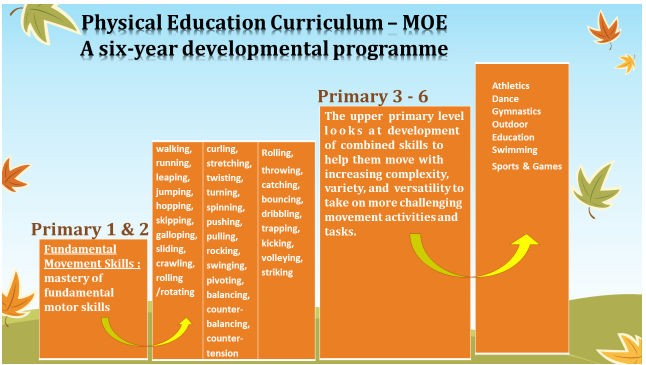 Physical Education Curriculum – MOE
A six-year developmental programme
Primary 1 & 2
Fundamental
Movement Skills :
mastery of
fundamental
motor skills
walking,
running,
leaping,
jumping,
hopping,
skipping,
galloping,
sliding,
crawling,
rolling
/rotating
curling,
stretching,
twisting,
turning,
spinning,
pushing,
pulling,
rocking,
swinging,
pivoting,
balancing,
counter-
balancing,
counter-
tension
Rolling,
throwing,
catching,
bouncing,
dribbling,
trapping,
kicking,
volleying,
striking
Primary 3 - 6
The upper primary level
looks at development
of combined skills to
help them move with
increasing complexity,
variety, and versatility to
take on more challenging
movement activities and
tasks.
Athletics
Dance
Gymnastics
Outdoor
Education
Swimming
Sports & Games